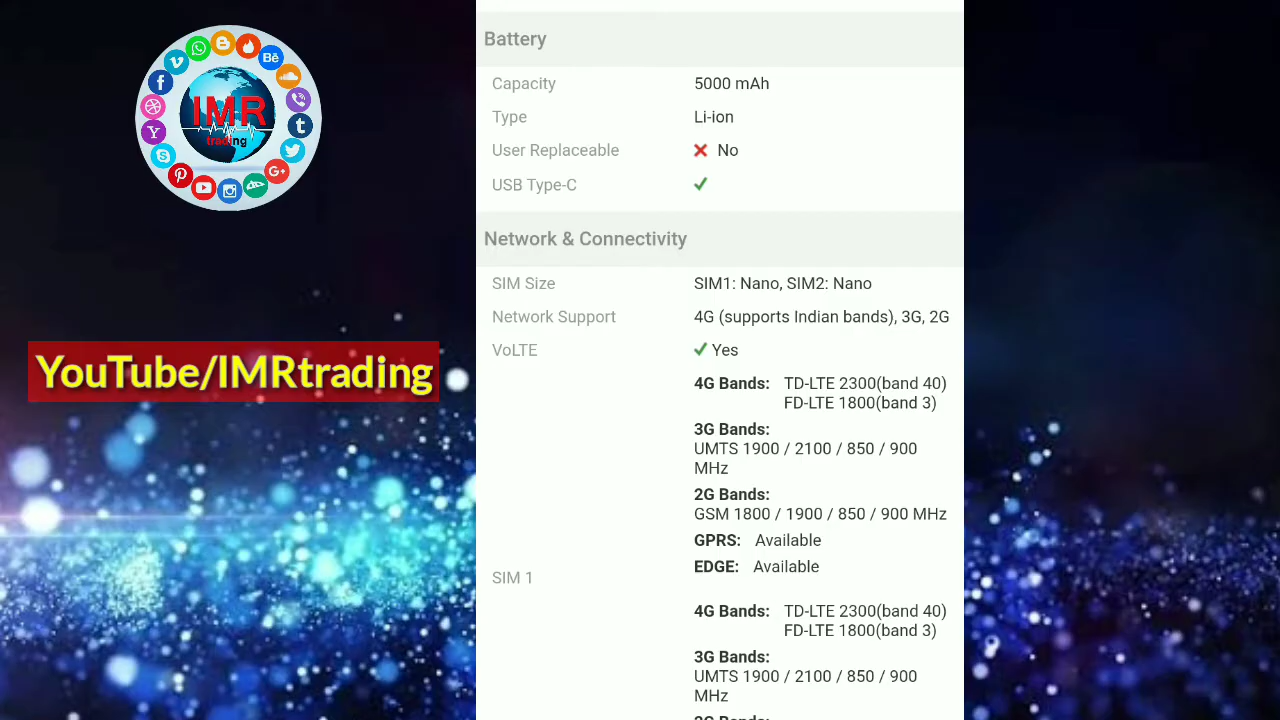 IMR
trading
YouTube/IMRtrading
Battery
Capacity 5000 mAh
Type Li-ion
User Replaceable No
USB Type-C
Network & Connectivity
SIM Size SIM1: Nano, SIM2: Nano
Network Support 4G (supports Indian bands), 3G, 2G
VoLTE Yes
4G Bands: TD-LTE 2300(band 40)
FD-LTE 1800(band 3)
3G Bands:
UMTS 1900 / 2100 / 850 / 900
MHz
2G Bands:
GSM 1800 / 1900 / 850 / 900 MHz
GPRS: Available
EDGE: Available
SIM 1
4G Bands: TD-LTE 2300(band 40)
FD-LTE 1800(band 3)
3G Bands:
UMTS 1900 / 2100 / 850 / 900
MHz